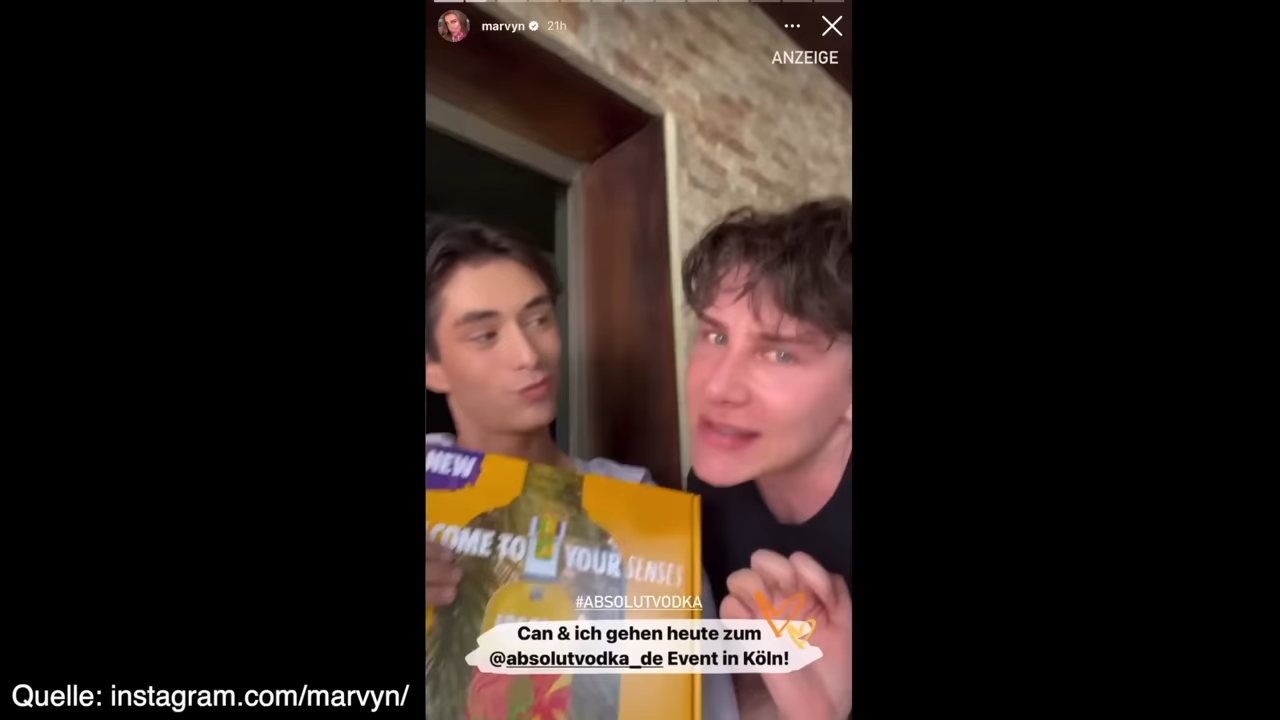 marvyn 21h
ANZEIGE
NEW
COME TO YOUR SENSES
#ABSOLUTVODKA
Can & ich gehen heute zum
@absolutvodka_de Event in Köln!
Quelle: instagram.com/marvyn/